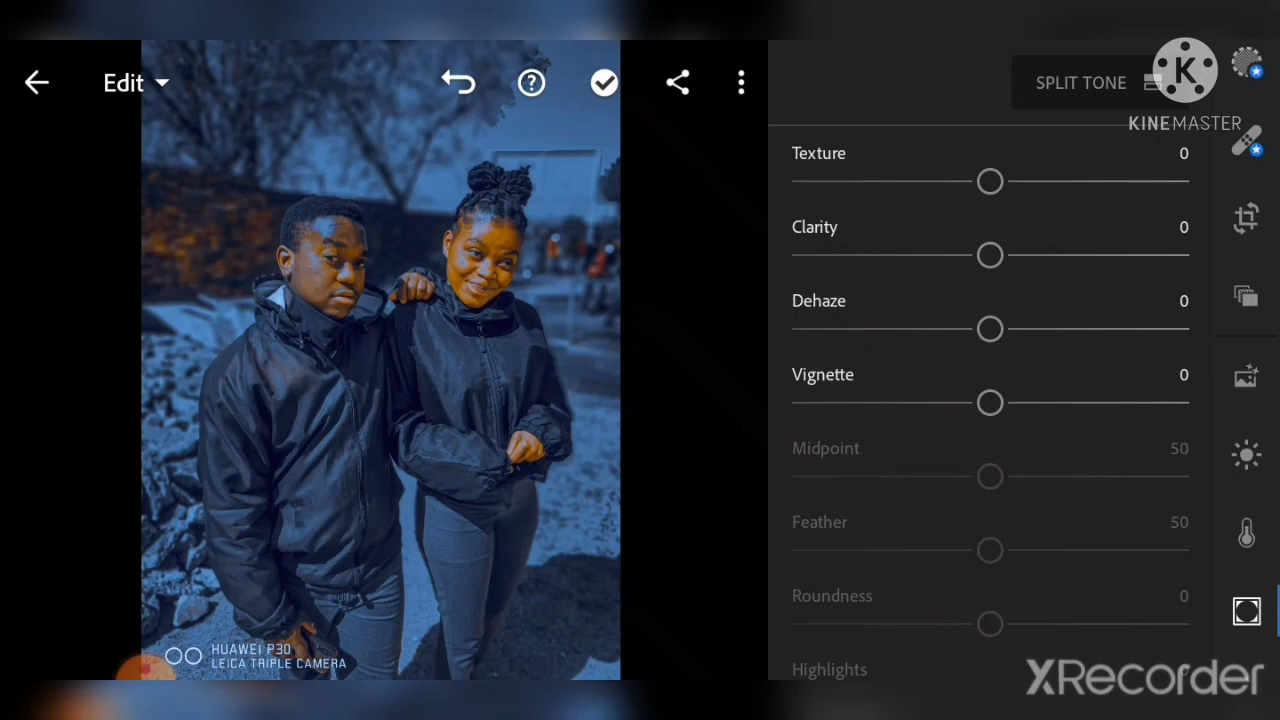 Edit
SPLIT TONE
K
KINEMASTER
Texture 0
Clarity 0
Dehaze 0
Vignette 0
Midpoint 50
Feather 50
Roundness 0
Highlights
HUAWEI P30
LEICA TRIPLE CAMERA
XRecorder